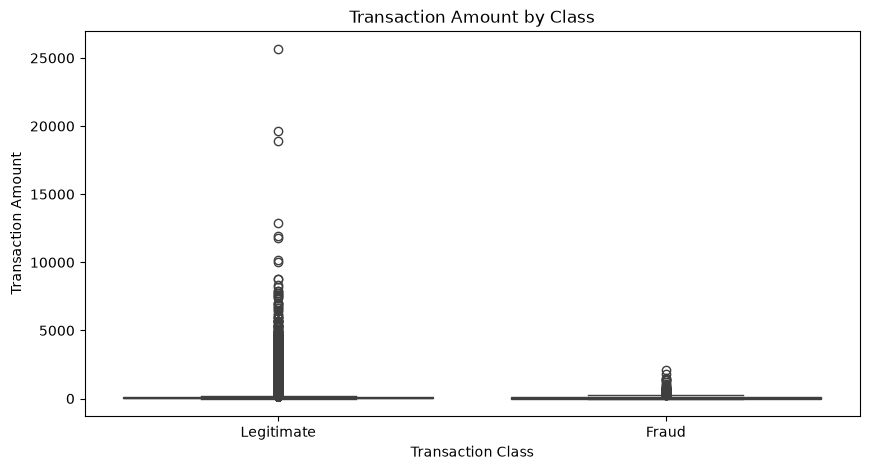 Transaction Amount by Class
25000
20000
15000
10000
5000
0
Transaction Amount
Legitimate
Fraud
Transaction Class